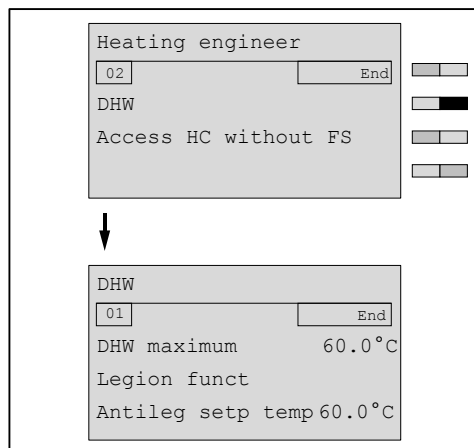 Heating engineer
02 End
DHW
Access HC without FS
DHW
01 End
DHW maximum 60.0°C
Legion funct
Antileg setp temp 60.0°C